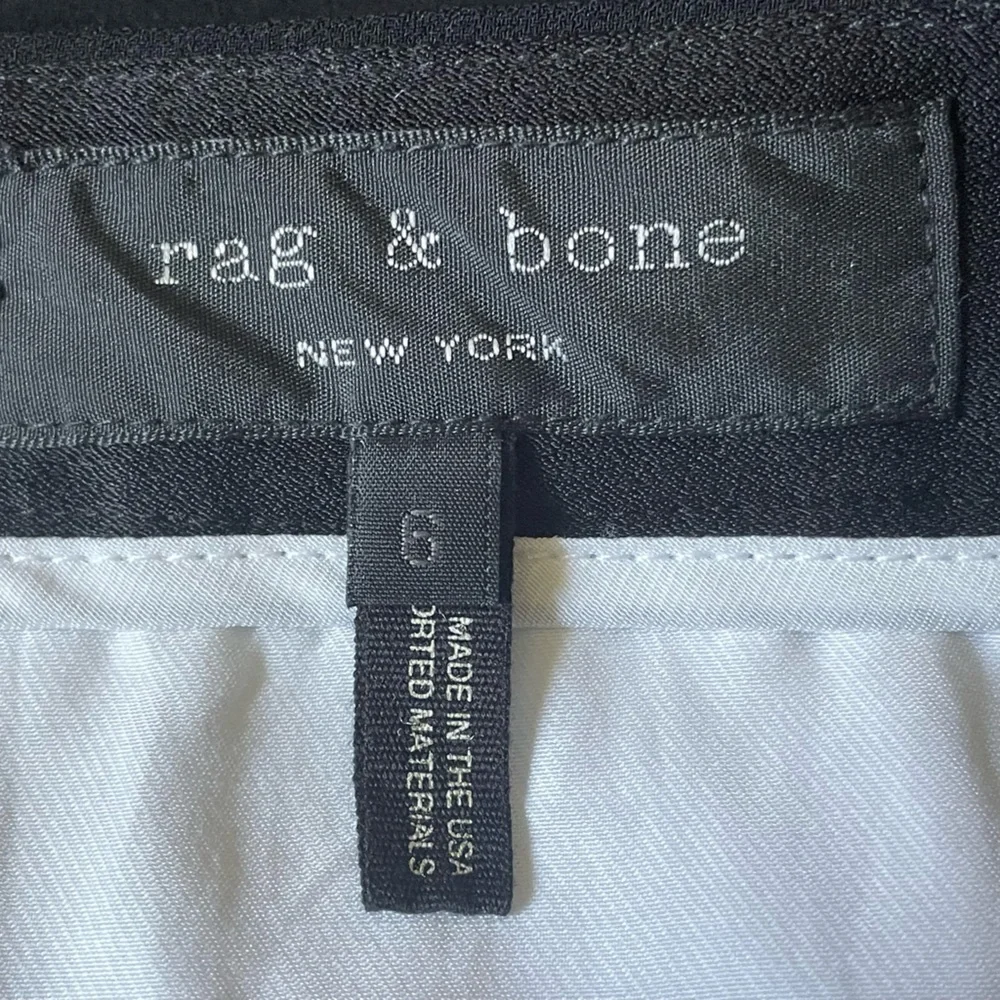 rag & bone
NEW YORK
6
MADE IN THE USA
ORTED MATERIALS